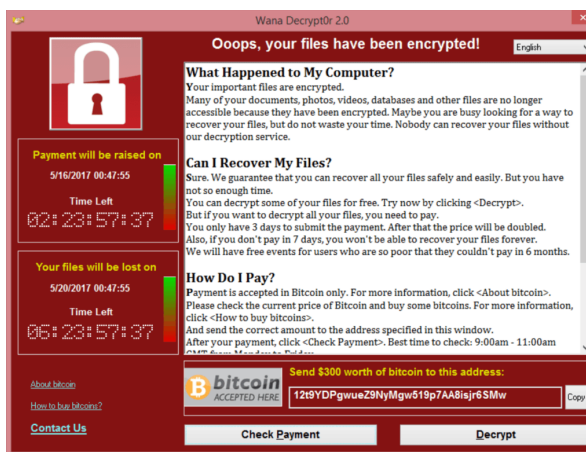 Wana Decrypt0r 2.0
Ooops, your files have been encrypted!
English
What Happened to My Computer?
Your important files are encrypted.
Many of your documents, photos, videos, databases and other files are no longer
accessible because they have been encrypted. Maybe you are busy looking for a way to
recover your files, but do not waste your time. Nobody can recover your files without
our decryption service.
Can I Recover My Files?
Sure. We guarantee that you can recover all your files safely and easily. But you have
not so enough time.
You can decrypt some of your files for free. Try now by clicking <Decrypt>.
But if you want to decrypt all your files, you need to pay.
You only have 3 days to submit the payment. After that the price will be doubled.
Also, if you don't pay in 7 days, you won't be able to recover your files forever.
We will have free events for users who are so poor that they couldn't pay in 6 months.
How Do I Pay?
Payment is accepted in Bitcoin only. For more information, click <About bitcoin>.
Please check the current price of Bitcoin and buy some bitcoins. For more information,
click <How to buy bitcoins>.
And send the correct amount to the address specified in this window.
After your payment, click <Check Payment>. Best time to check: 9:00am - 11:00am
GMT from Monday to Friday.
Payment will be raised on
5/16/2017 00:47:55
Time Left
02:23:57:37
Your files will be lost on
5/20/2017 00:47:55
Time Left
06:23:57:37
About bitcoin
How to buy bitcoins?
Contact Us
bitcoin
ACCEPTED HERE
Send $300 worth of bitcoin to this address:
12t9YDPgwueZ9NyMgw519p7AA8isjr6SMw
Copy
Check Payment
Decrypt